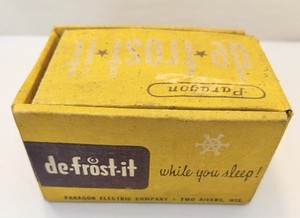 Paragon
de·frost·it
de-frost-it
while you sleep!
PARAGON ELECTRIC COMPANY - TWO RIVERS, WIS.